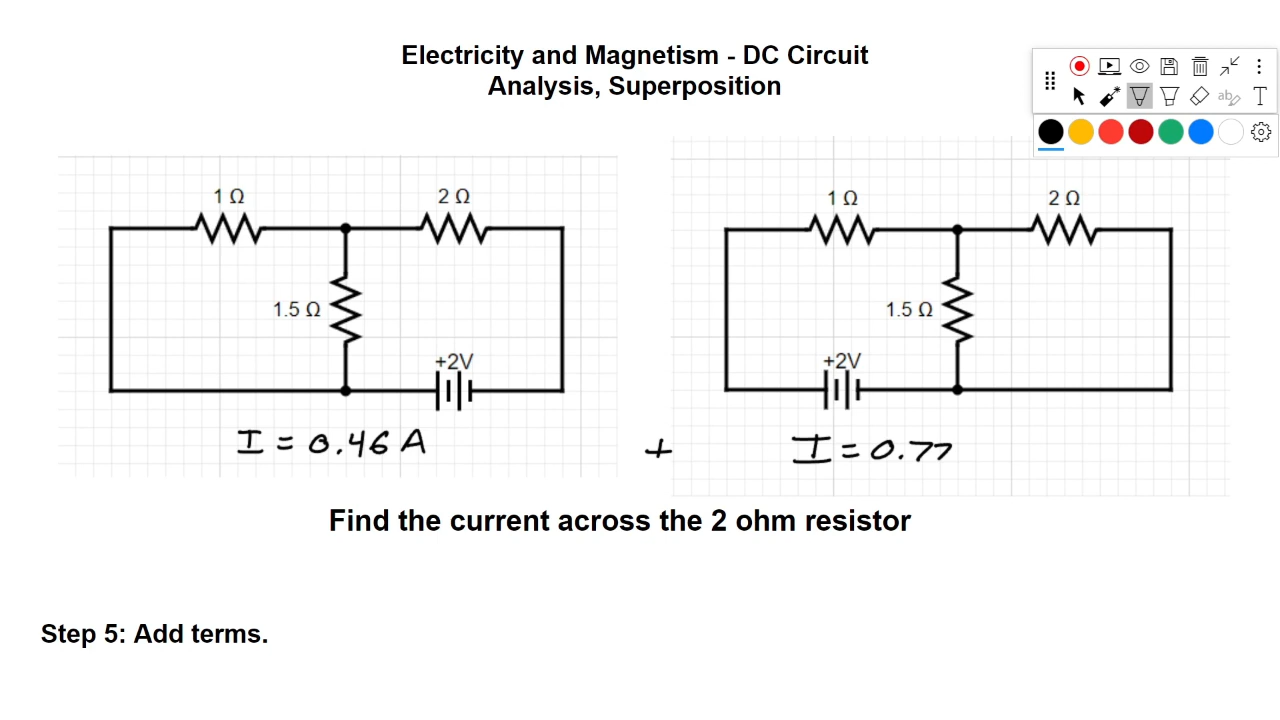 Electricity and Magnetism - DC Circuit
Analysis, Superposition
ab
T
1 Ω
2 Ω
1.5 Ω
+2V
I = 0.46 A
+
1 Ω
2 Ω
1.5 Ω
+2V
I = 0.77
Find the current across the 2 ohm resistor
Step 5: Add terms.